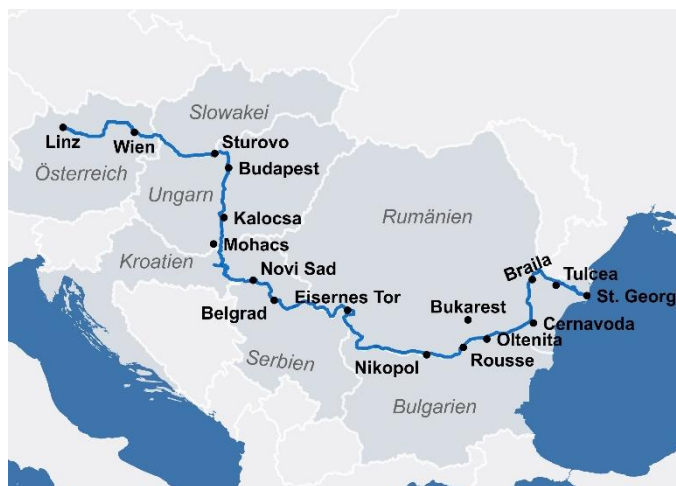 Slowakei
Linz
Wien
Sturovo
Österreich
Budapest
Ungarn
Kalocsa
Rumänien
Mohacs
Kroatien
Novi Sad
Braila
Tulcea
Eisernes Tor
St. Georg
Belgrad
Bukarest
Cernavoda
Oltenita
Serbien
Nikopol
Rousse
Bulgarien